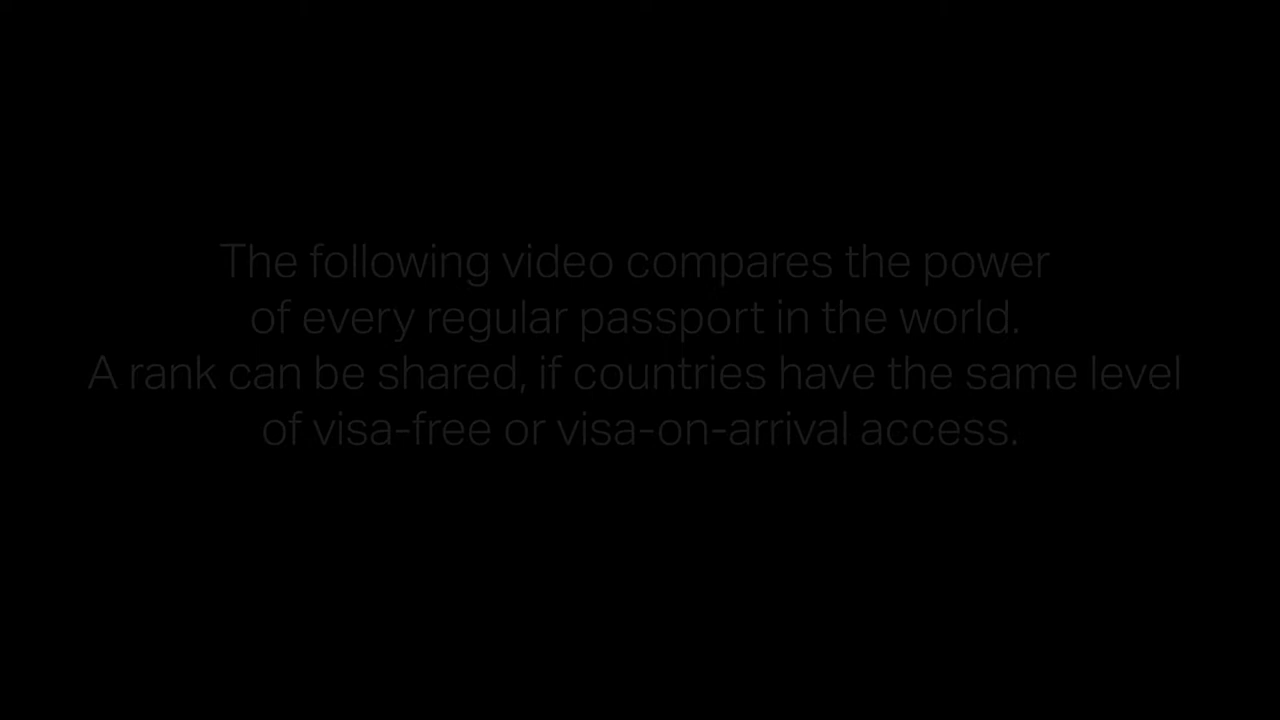 The following video compares the power
of every regular passport in the world.
A rank can be shared, if countries have the same level
of visa-free or visa-on-arrival access.